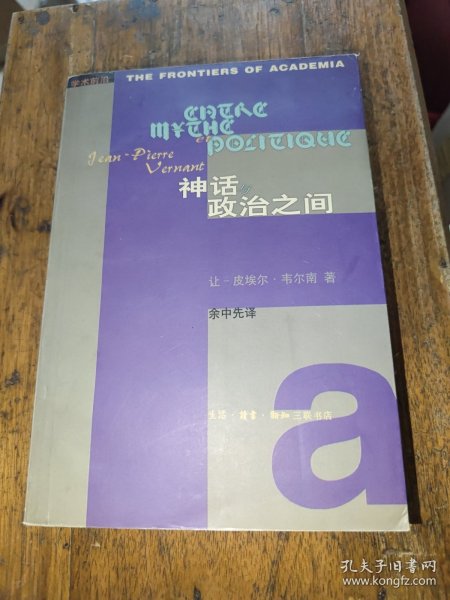 学术前沿 THE FRONTIERS OF ACADEMIA
ENTRE
MYTHE
et POLITIQUE
Jean-Pierre
Vernant
神话与
政治之间
让-皮埃尔·韦尔南 著
余中先译
生活·讀書·新知三联书店
a
孔夫子旧书网
www.kongfz.com